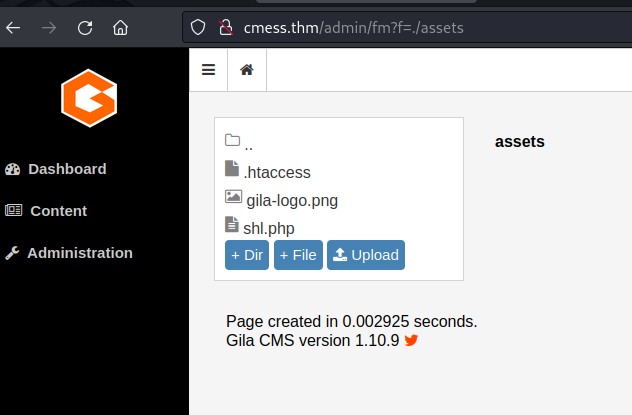 cmess.thm/admin/fm?f=./assets
Dashboard
Content
Administration
..
.htaccess
gila-logo.png
shl.php
+ Dir + File Upload
assets
Page created in 0.002925 seconds.
Gila CMS version 1.10.9